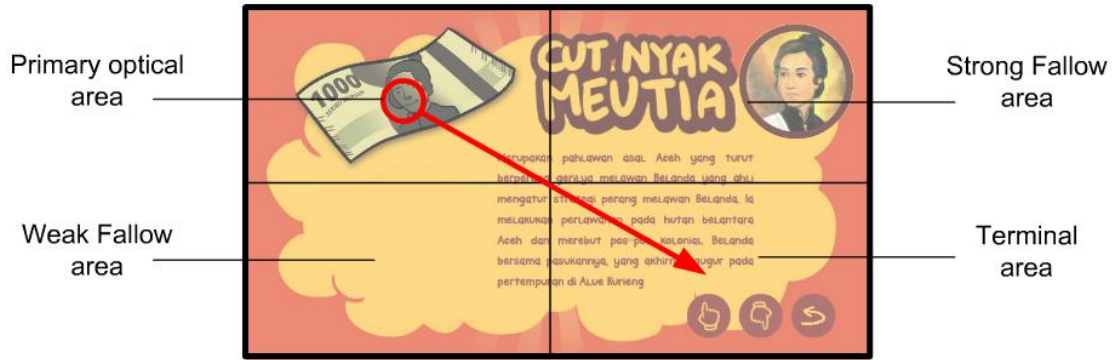 Primary optical
area
Strong Fallow
area
Weak Fallow
area
Terminal
area
1000
CUT NYAK
MEUTIA
Merupakan pahlawan asal Aceh yang turut
berperang gerilya melawan Belanda yang ahli
mengatur strategi perang melawan Belanda, Ia
melakukan perlawanan pada hutan belantara
Aceh dan merebut pos-pos kolonial Belanda
bersama pasukannya, yang akhirnya gugur pada
pertempuran di Alue Kurieng